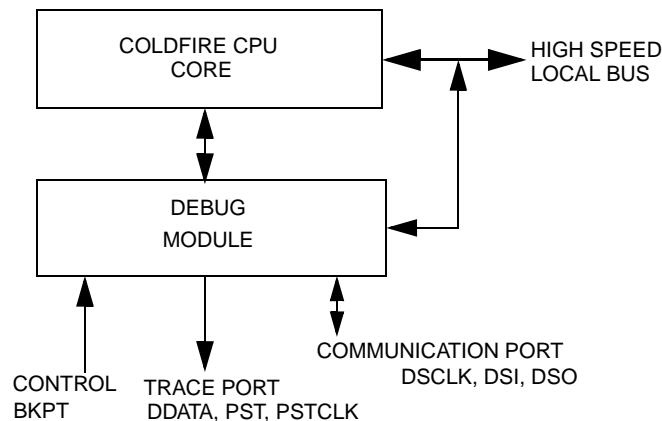 COLDFIRE CPU
CORE
HIGH SPEED
LOCAL BUS
DEBUG
MODULE
COMMUNICATION PORT
DSCLK, DSI, DSO
CONTROL
BKPT
TRACE PORT
DDATA, PST, PSTCLK